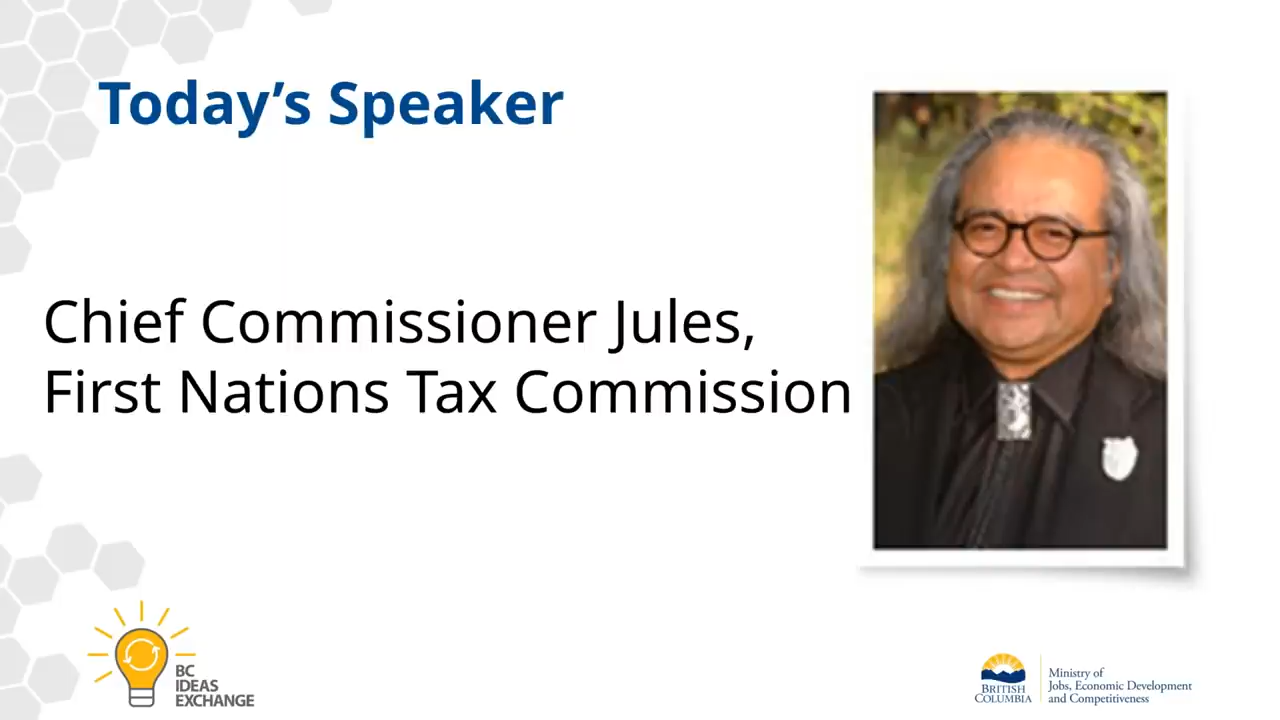 Today’s Speaker
Chief Commissioner Jules,
First Nations Tax Commission
BC
IDEAS
EXCHANGE
BRITISH
COLUMBIA
Ministry of
Jobs, Economic Development
and Competitiveness